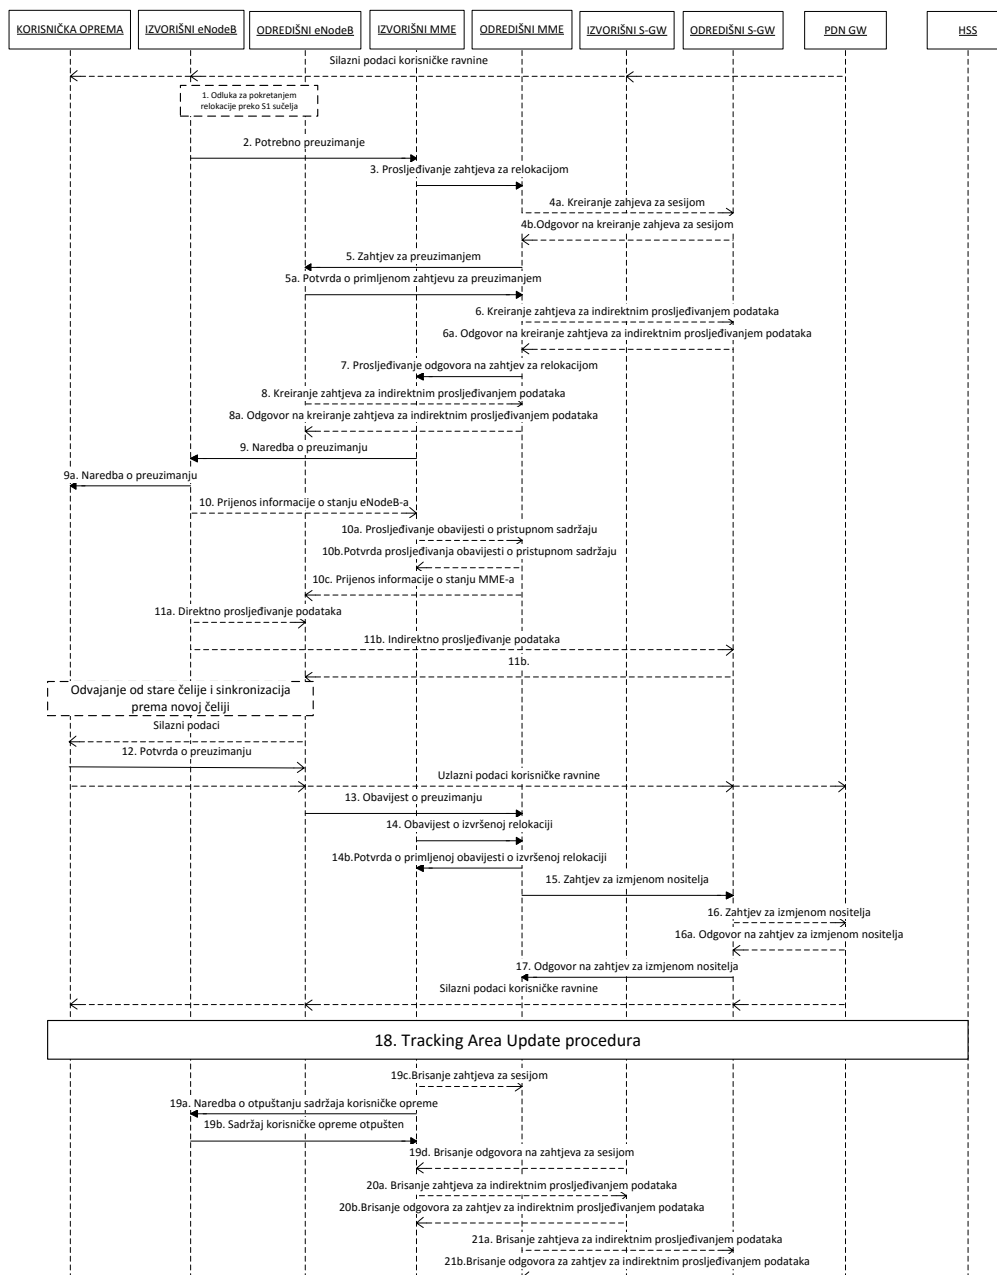 KORISNIČKA OPREMA
IZVORIŠNI eNodeB
ODREDIŠNI eNodeB
IZVORIŠNI MME
ODREDIŠNI MME
IZVORIŠNI S-GW
ODREDIŠNI S-GW
PDN GW
HSS
Silazni podaci korisničke ravnine
1. Odluka za pokretanjem
relokacije preko S1 sučelja
2. Potrebno preuzimanje
3. Prosljeđivanje zahtjeva za relokacijom
4a. Kreiranje zahjeva za sesijom
4b.Odgovor na kreiranje zahjeva za sesijom
5. Zahtjev za preuzimanjem
5a. Potvrda o primljenom zahtjevu za preuzimanjem
6. Kreiranje zahtjeva za indirektnim prosljeđivanjem podataka
6a. Odgovor na kreiranje zahtjeva za indirektnim prosljeđivanjem podataka
7. Prosljeđivanje odgovora na zahtjev za relokacijom
8. Kreiranje zahtjeva za indirektnim prosljeđivanjem podataka
8a. Odgovor na kreiranje zahtjeva za indirektnim prosljeđivanjem podataka
9. Naredba o preuzimanju
9a. Naredba o preuzimanju
10. Prijenos informacije o stanju eNodeB-a
10a. Prosljeđivanje obavijesti o pristupnom sadržaju
10b.Potvrda prosljeđivanja obavijesti o pristupnom sadržaju
10c. Prijenos informacije o stanju MME-a
11a. Direktno prosljeđivanje podataka
11b. Indirektno prosljeđivanje podataka
11b.
Odvajanje od stare čelije i sinkronizacija
prema novoj čeliji
Silazni podaci
12. Potvrda o preuzimanju
Uzlazni podaci korisničke ravnine
13. Obavijest o preuzimanju
14. Obavijest o izvršenoj relokaciji
14b.Potvrda o primljenoj obavijesti o izvršenoj relokaciji
15. Zahtjev za izmjenom nositelja
16. Zahtjev za izmjenom nositelja
16a. Odgovor na zahtjev za izmjenom nositelja
17. Odgovor na zahtjev za izmjenom nositelja
Silazni podaci korisničke ravnine
18. Tracking Area Update procedura
19c.Brisanje zahtjeva za sesijom
19a. Naredba o otpuštanju sadržaja korisničke opreme
19b. Sadržaj korisničke opreme otpušten
19d. Brisanje odgovora na zahtjeva za sesijom
20a. Brisanje zahtjeva za indirektnim prosljeđivanjem podataka
20b.Brisanje odgovora za zahtjev za indirektnim prosljeđivanjem podataka
21a. Brisanje zahtjeva za indirektnim prosljeđivanjem podataka
21b.Brisanje odgovora za zahtjev za indirektnim prosljeđivanjem podataka